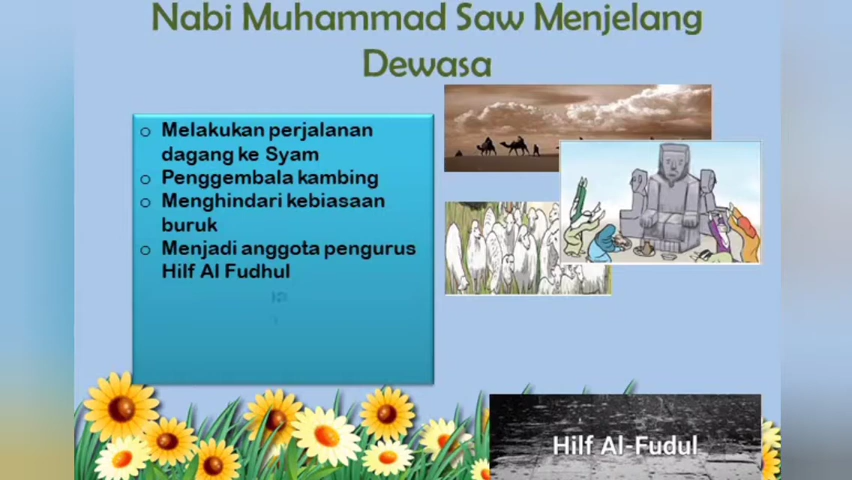 Nabi Muhammad Saw Menjelang
Dewasa
o Melakukan perjalanan
dagang ke Syam
o Penggembala kambing
o Menghindari kebiasaan
buruk
o Menjadi anggota pengurus
Hilf Al Fudhul
Hilf Al-Fudul